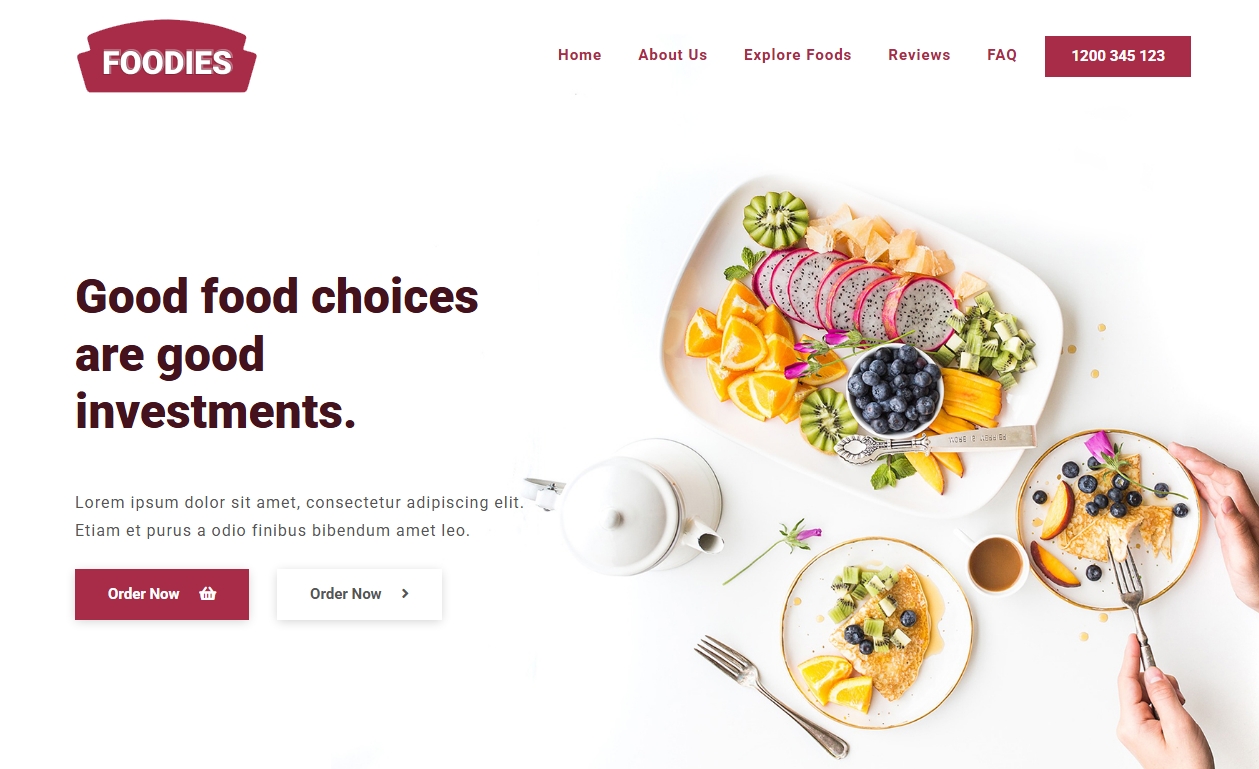 FOODIES
Home
About Us
Explore Foods
Reviews
FAQ
1200 345 123
Good food choices
are good
investments.
Lorem ipsum dolor sit amet, consectetur adipiscing elit.
Etiam et purus a odio finibus bibendum amet leo.
Order Now
Order Now